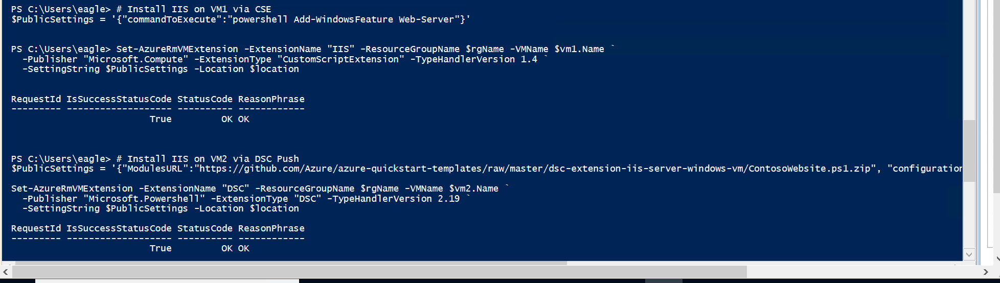 PS C:\Users\eagle> # Install IIS on VM1 via CSE
$PublicSettings = '{"commandToExecute":"powershell Add-WindowsFeature Web-Server"}'
PS C:\Users\eagle> Set-AzureRmVMExtension -ExtensionName "IIS" -ResourceGroupName $rgName -VMName $vm1.Name `
-Publisher "Microsoft.Compute" -ExtensionType "CustomScriptExtension" -TypeHandlerVersion 1.4 `
-SettingString $PublicSettings -Location $location
RequestId IsSuccessStatusCode StatusCode ReasonPhrase
--------- ------------------- ---------- ------------
True OK OK
PS C:\Users\eagle> # Install IIS on VM2 via DSC Push
$PublicSettings = '{"ModulesURL":"https://github.com/Azure/azure-quickstart-templates/raw/master/dsc-extension-iis-server-windows-vm/ContosoWebsite.ps1.zip", "configuration
Set-AzureRmVMExtension -ExtensionName "DSC" -ResourceGroupName $rgName -VMName $vm2.Name `
-Publisher "Microsoft.Powershell" -ExtensionType "DSC" -TypeHandlerVersion 2.19 `
-SettingString $PublicSettings -Location $location
RequestId IsSuccessStatusCode StatusCode ReasonPhrase
--------- ------------------- ---------- ------------
True OK OK